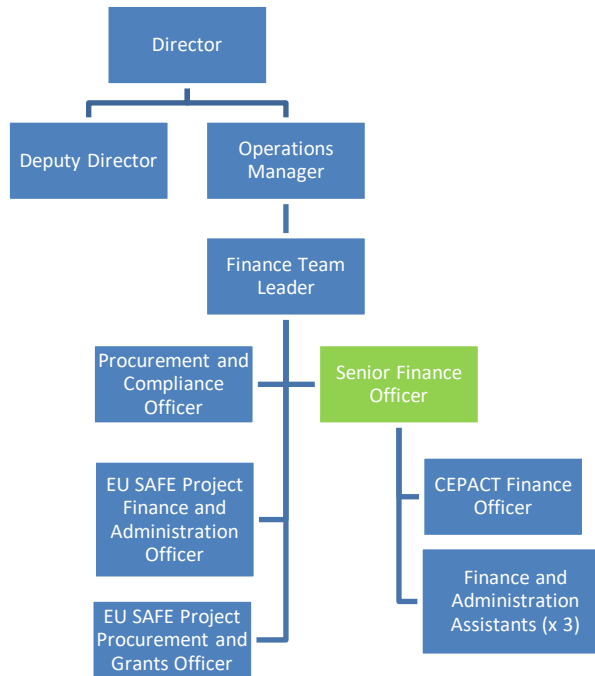 Director
Deputy Director
Operations
Manager
Finance Team
Leader
Procurement and
Compliance
Officer
Senior Finance
Officer
EU SAFE Project
Finance and
Administration
Officer
CEPACT Finance
Officer
Finance and
Administration
Assistants (x 3)
EU SAFE Project
Procurement and
Grants Officer